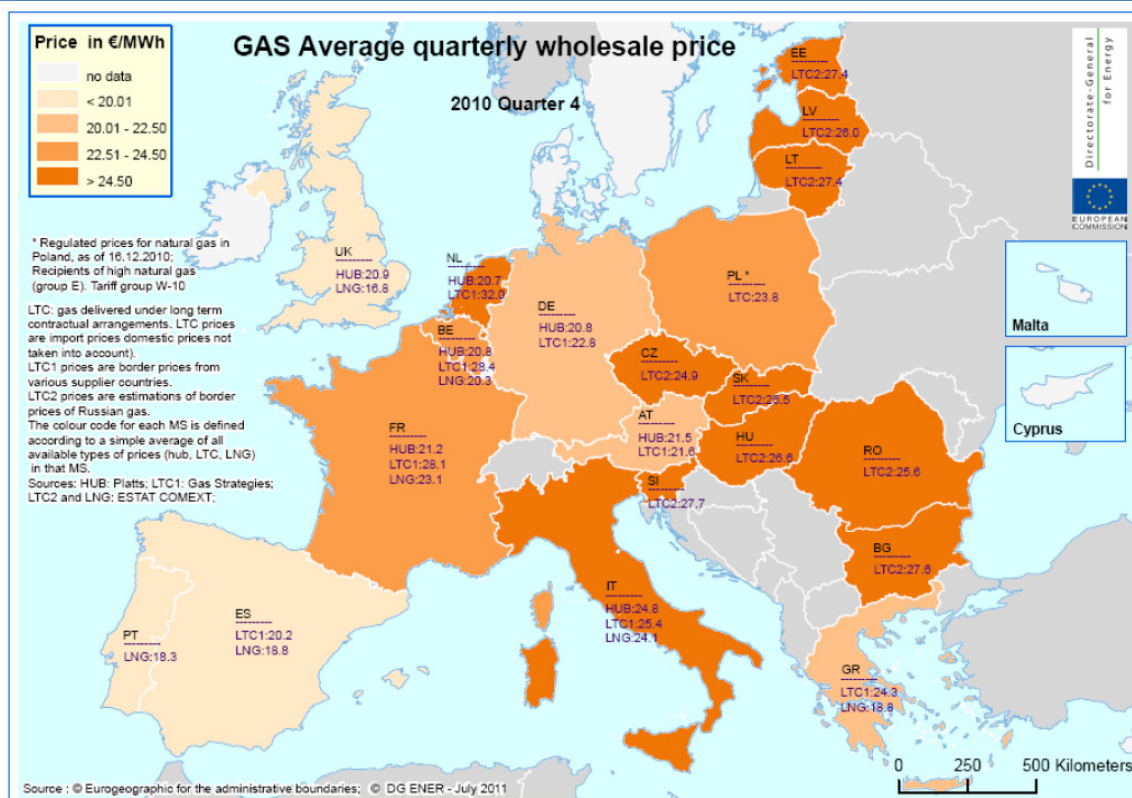 GAS Average quarterly wholesale price
2010 Quarter 4
Price in €/MWh
no data
< 20.01
20.01 - 22.50
22.51 - 24.50
> 24.50
Directorate-General
for Energy
EUROPEAN
COMMISSION
* Regulated prices for natural gas in
Poland, as of 16.12.2010;
Recipients of high natural gas
(group E). Tariff group W-10
LTC: gas delivered under long term
contractual arrangements. LTC prices
are import prices domestic prices not
taken into account).
LTC1 prices are border prices from
various supplier countries.
LTC2 prices are estimations of border
prices of Russian gas.
The colour code for each MS is defined
according to a simple average of all
available types of prices (hub, LTC, LNG)
in that MS.
Sources: HUB: Platts; LTC1: Gas Strategies;
LTC2 and LNG: ESTAT COMEXT;
EE
LTC2:27.4
LV
LTC2:26.0
LT
LTC2:27.4
UK
HUB:20.9
LNG:16.8
NL
HUB:20.7
LTC1:32.0
BE
HUB:20.8
LTC1:28.4
LNG:20.3
DE
HUB:20.8
LTC1:22.8
PL *
LTC:23.8
CZ
LTC2:24.9
SK
LTC2:25.5
AT
HUB:21.5
LTC1:21.6
HU
LTC2:26.6
RO
LTC2:25.6
SI
LTC2:27.7
BG
LTC2:27.6
FR
HUB:21.2
LTC1:28.1
LNG:23.1
IT
HUB:24.8
LTC1:25.4
LNG:24.1
ES
LTC1:20.2
LNG:18.8
PT
LNG:18.3
GR
LTC1:24.3
LNG:18.8
Malta
Cyprus
0 250 500 Kilometers
Source : © Eurogeographic for the administrative boundaries; © DG ENER - July 2011